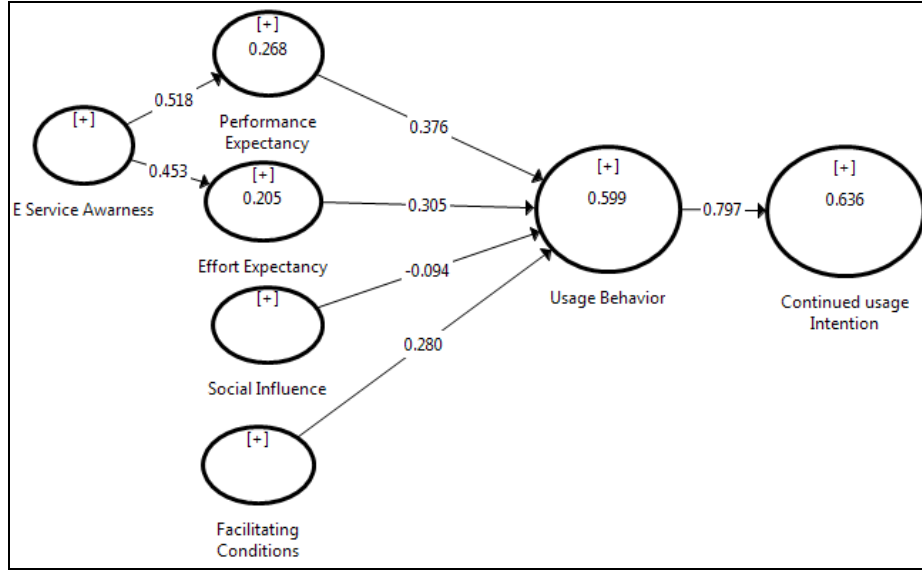 [+]
0.268
0.518
Performance
Expectancy
[+]
E Service Awarness
0.453
[+]
0.205
Effort Expectancy
0.376
0.305
-0.094
0.280
[+]
Social Influence
[+]
Facilitating
Conditions
[+]
0.599
Usage Behavior
0.797
[+]
0.636
Continued usage
Intention